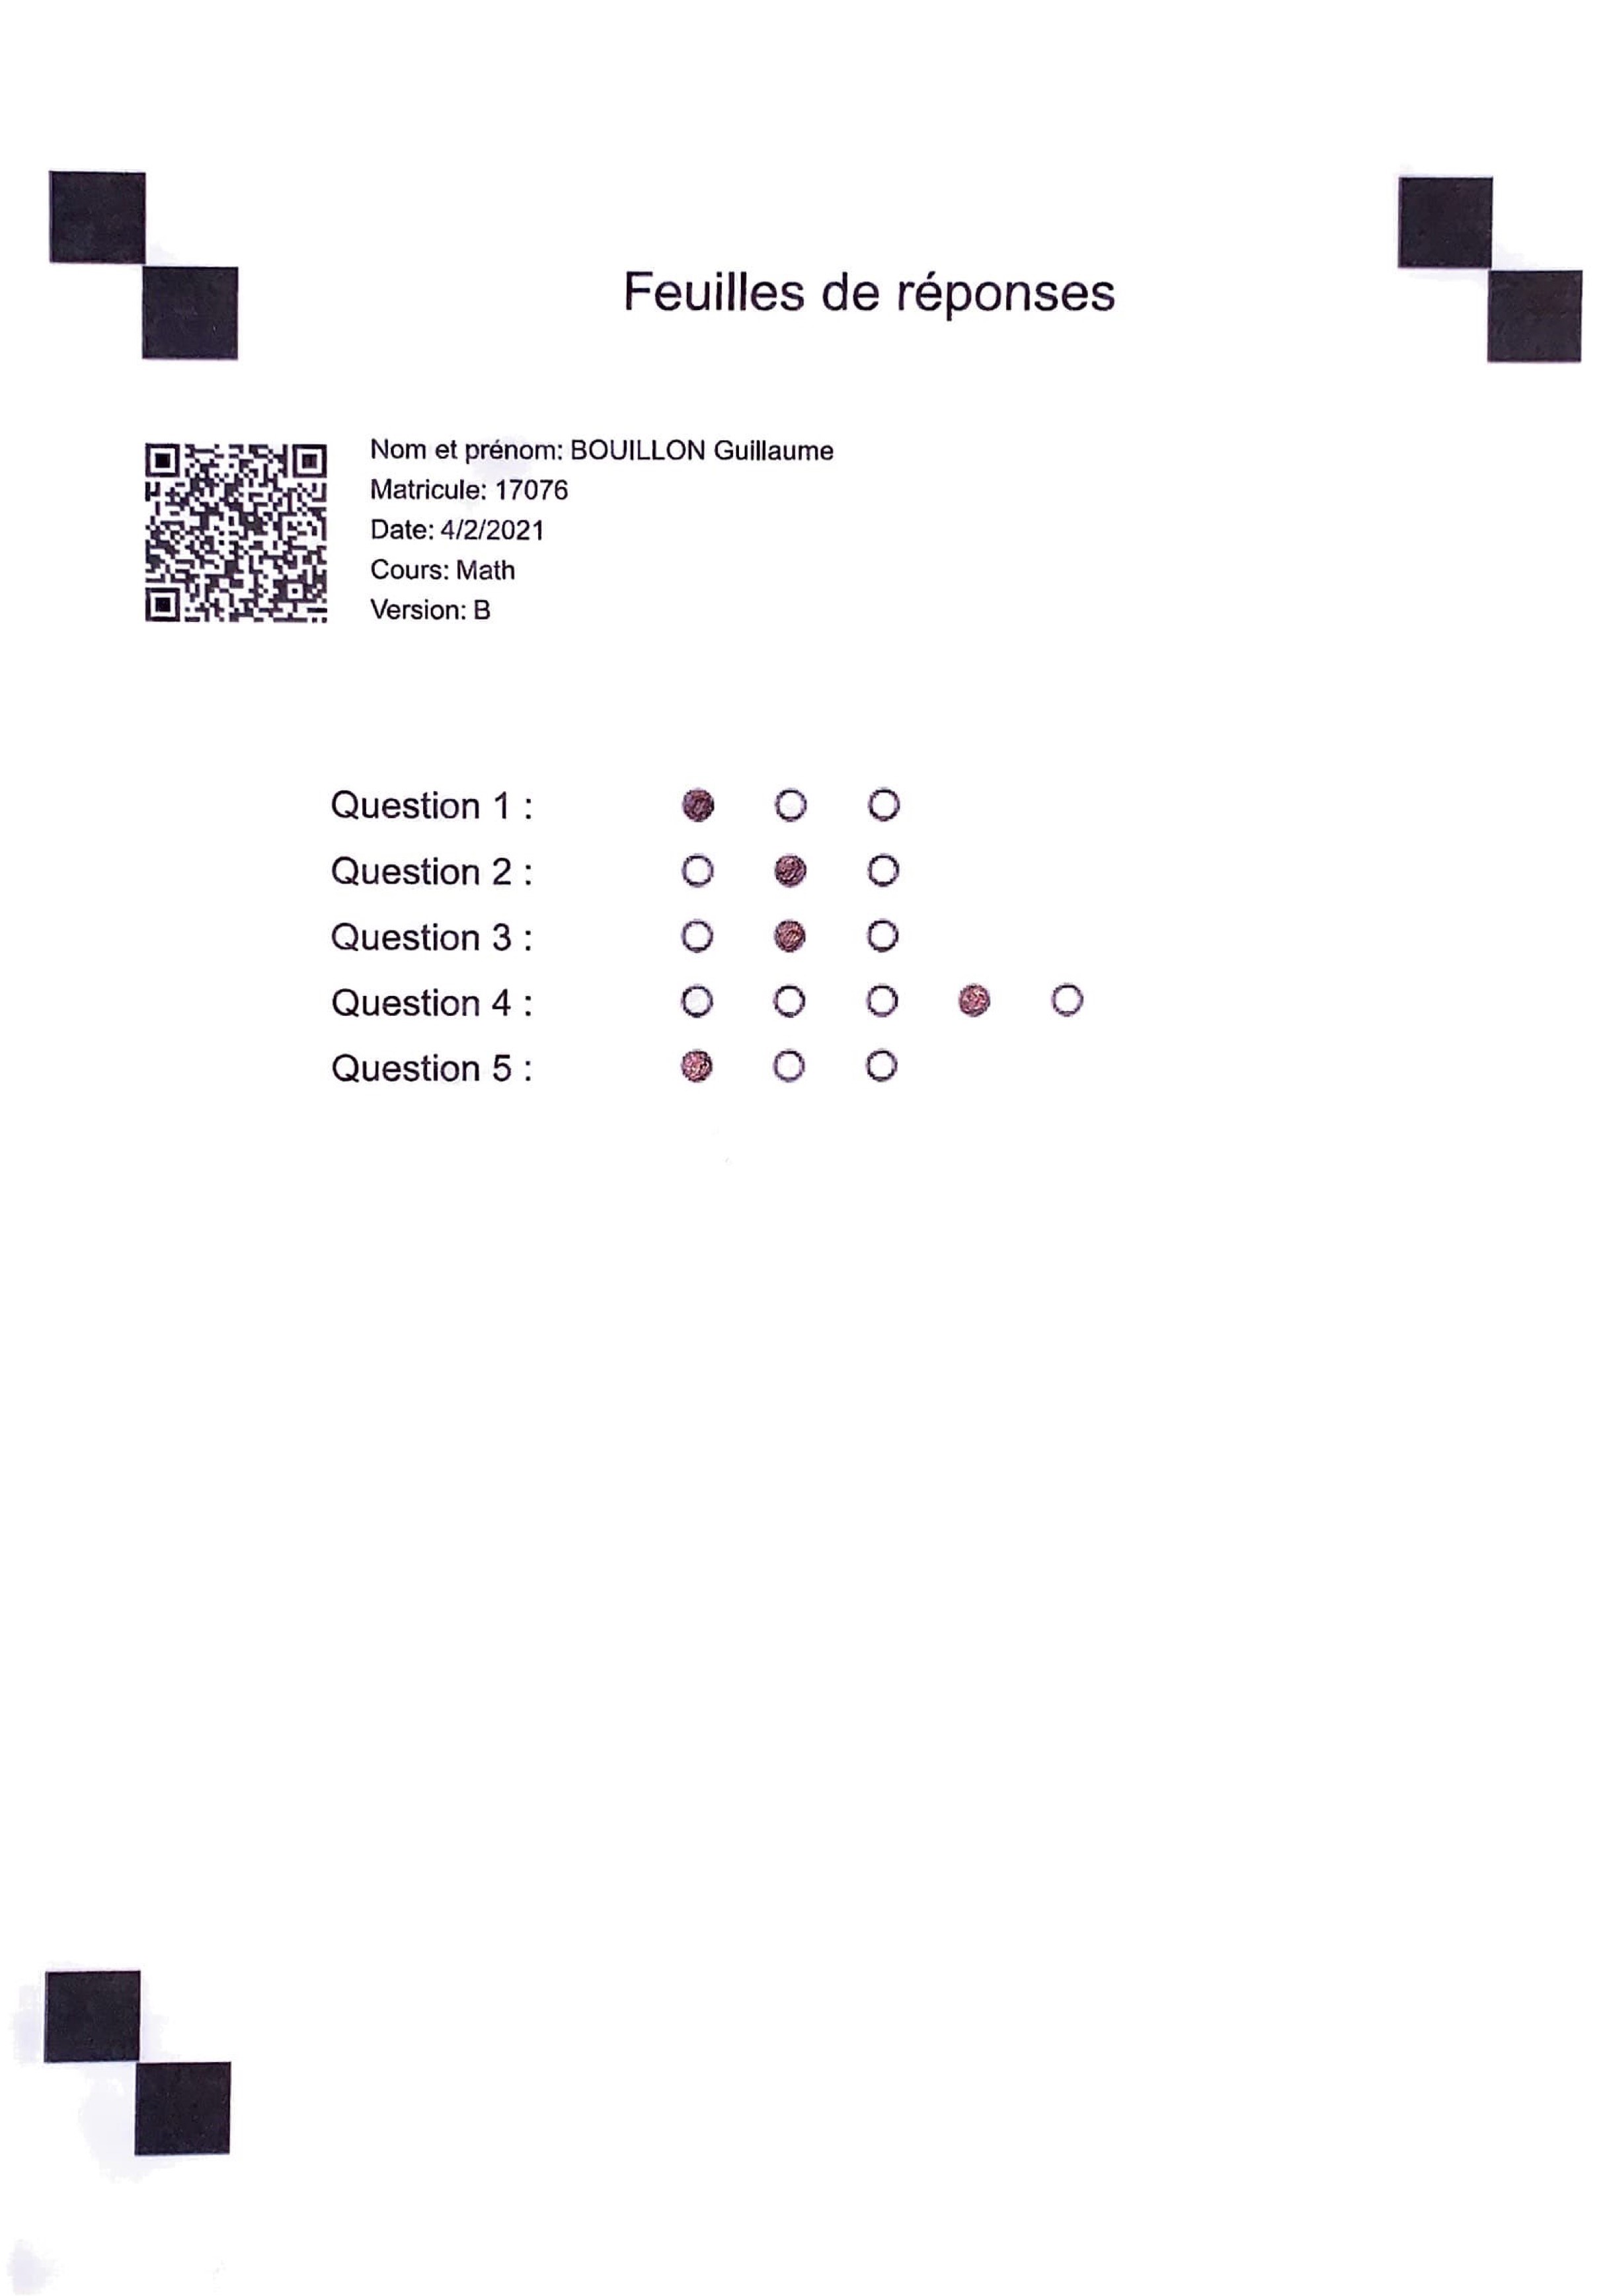 Feuilles de réponses
Nom et prénom: BOUILLON Guillaume
Matricule: 17076
Date: 4/2/2021
Cours: Math
Version: B
Question 1 :
Question 2 :
Question 3 :
Question 4 :
Question 5 :